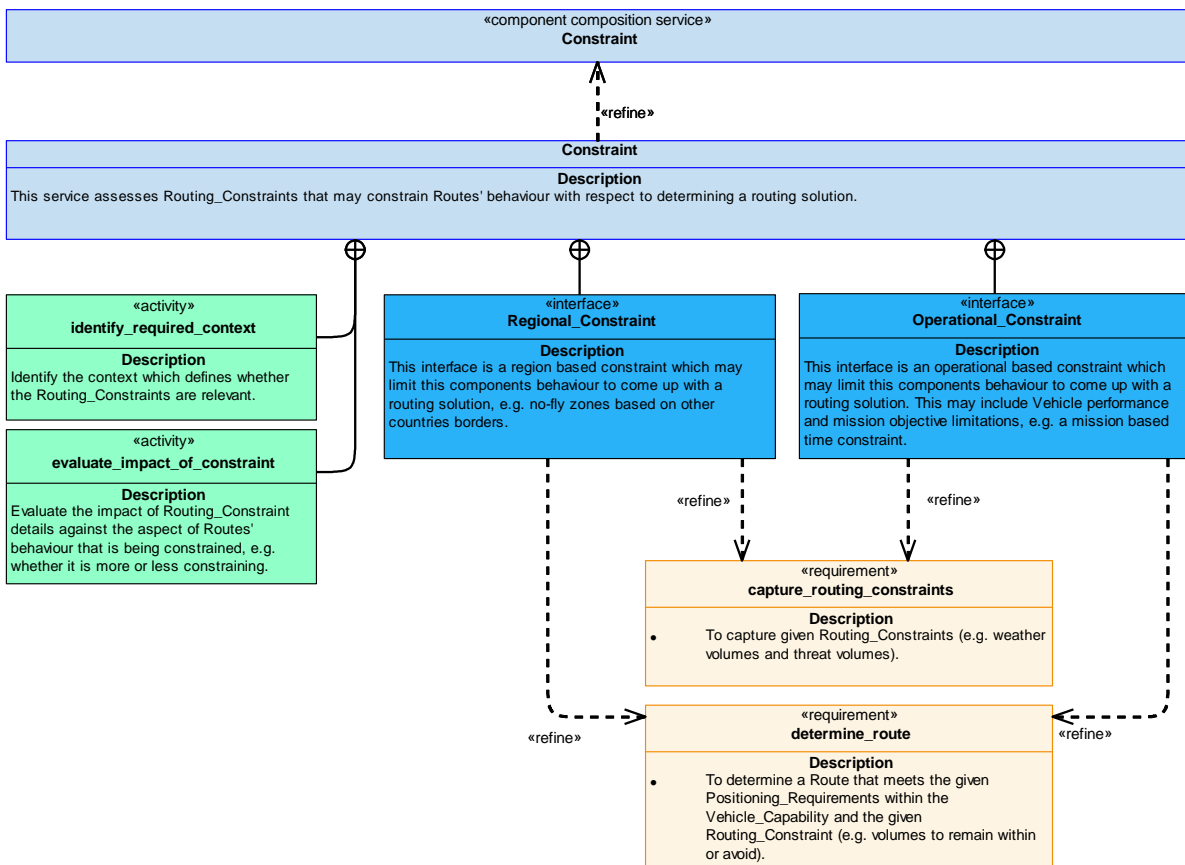 «component composition service»
Constraint
«refine»
Constraint
Description
This service assesses Routing_Constraints that may constrain Routes' behaviour with respect to determining a routing solution.
«activity»
identify_required_context
Description
Identify the context which defines whether
the Routing_Constraints are relevant.
«activity»
evaluate_impact_of_constraint
Description
Evaluate the impact of Routing_Constraint
details against the aspect of Routes'
behaviour that is being constrained, e.g.
whether it is more or less constraining.
«interface»
Regional_Constraint
Description
This interface is a region based constraint which may
limit this components behaviour to come up with a
routing solution, e.g. no-fly zones based on other
countries borders.
«interface»
Operational_Constraint
Description
This interface is an operational based constraint which
may limit this components behaviour to come up with a
routing solution. This may include Vehicle performance
and mission objective limitations, e.g. a mission based
time constraint.
«refine»
«refine»
«requirement»
capture_routing_constraints
Description
• To capture given Routing_Constraints (e.g. weather
volumes and threat volumes).
«refine»
«refine»
«requirement»
determine_route
Description
• To determine a Route that meets the given
Positioning_Requirements within the
Vehicle_Capability and the given
Routing_Constraint (e.g. volumes to remain within
or avoid).